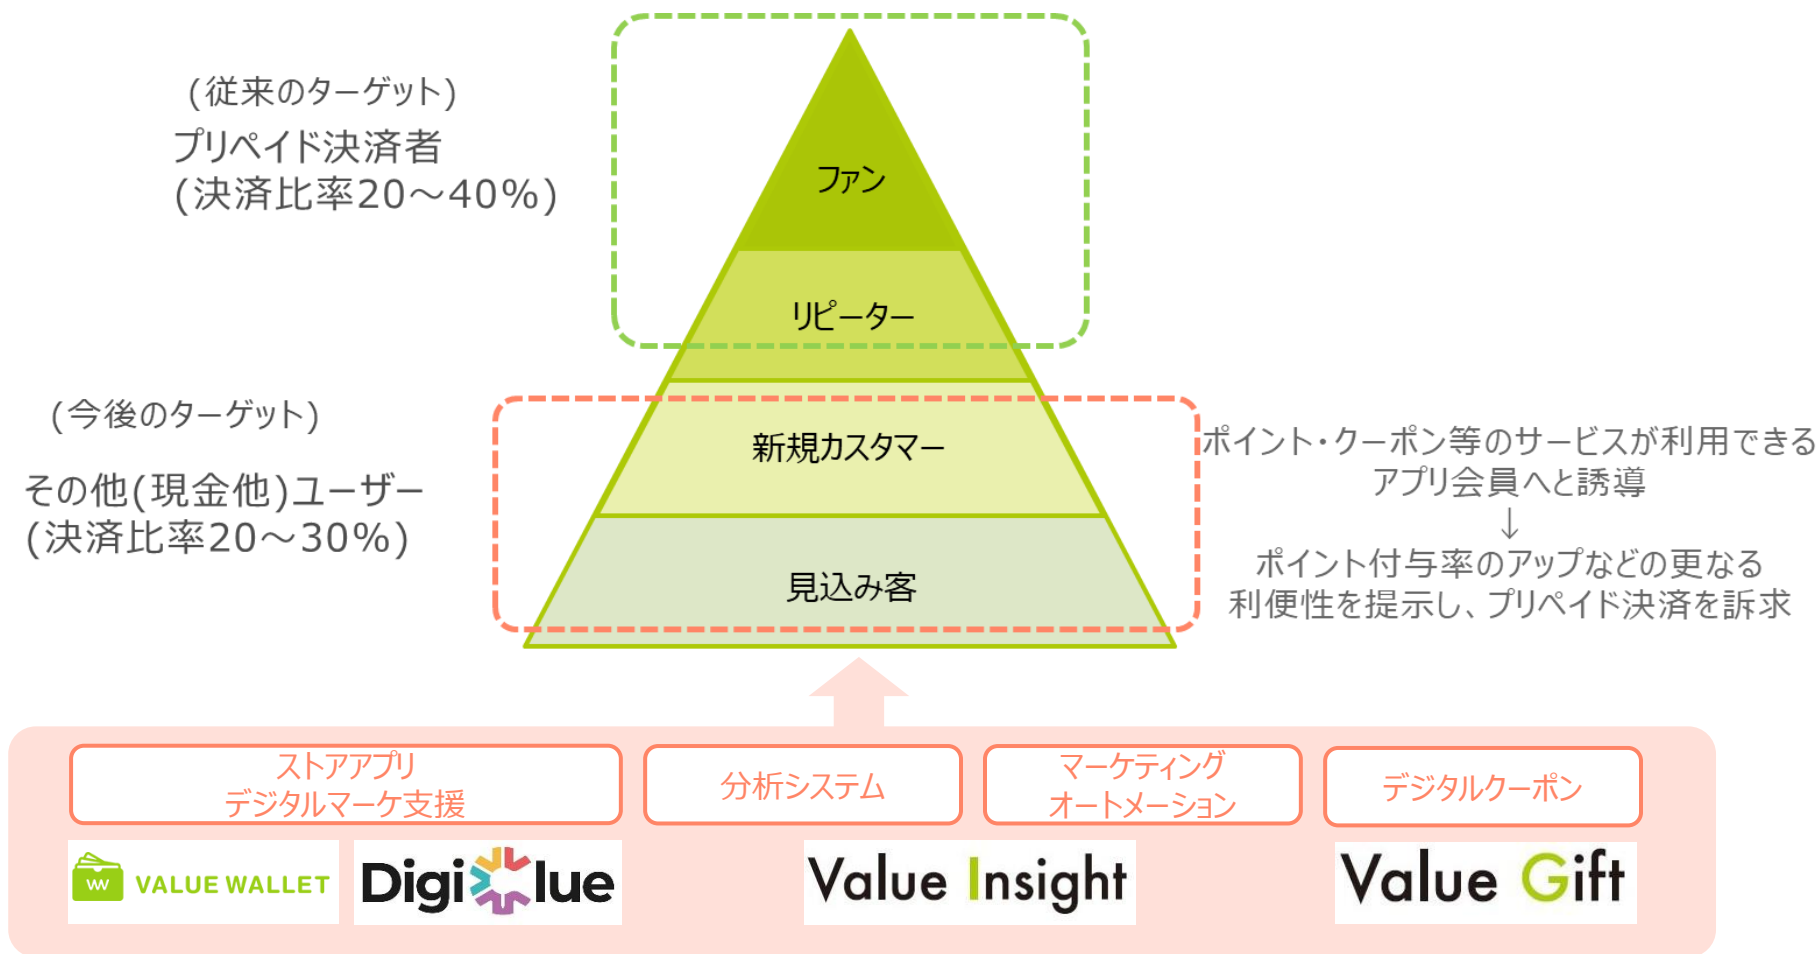 (従来のターゲット)
プリペイド決済者
(決済比率20～40%)
ファン
リピーター
(今後のターゲット)
その他(現金他)ユーザー
(決済比率20～30%)
新規カスタマー
見込み客
ポイント・クーポン等のサービスが利用できる
アプリ会員へと誘導
↓
ポイント付与率のアップなどの更なる
利便性を提示し、プリペイド決済を訴求
ストアアプリ
デジタルマーケ支援
分析システム
マーケティング
オートメーション
デジタルクーポン
VALUE WALLET
DigiClue
Value Insight
Value Gift